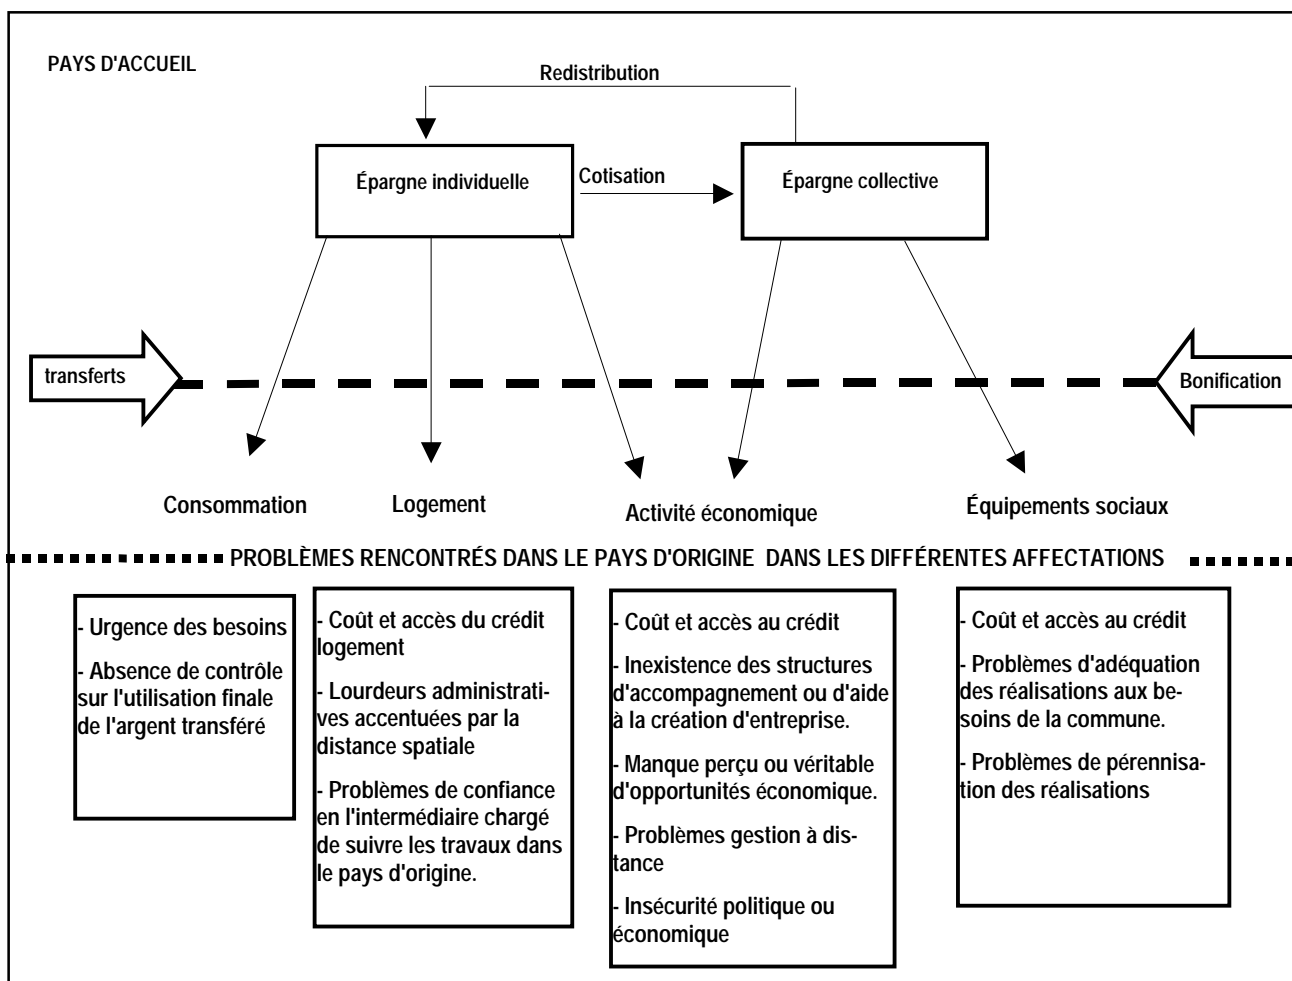 PAYS D'ACCUEIL
Redistribution
Épargne individuelle
Cotisation
Épargne collective
transferts
Bonification
Consommation
Logement
Activité économique
Équipements sociaux
PROBLÈMES RENCONTRÉS DANS LE PAYS D'ORIGINE DANS LES DIFFÉRENTES AFFECTATIONS
- Urgence des besoins
- Absence de contrôle
sur l'utilisation finale
de l'argent transféré
- Coût et accès du crédit
logement
- Lourdeurs administrati-
ves accentuées par la
distance spatiale
- Problèmes de confiance
en l'intermédiaire chargé
de suivre les travaux dans
le pays d'origine.
- Coût et accès au crédit
- Inexistence des structures
d'accompagnement ou d'aide
à la création d'entreprise.
- Manque perçu ou véritable
d'opportunités économique.
- Problèmes gestion à dis-
tance
- Insécurité politique ou
économique
- Coût et accès au crédit
- Problèmes d'adéquation
des réalisations aux be-
soins de la commune.
- Problèmes de pérennisa-
tion des réalisations